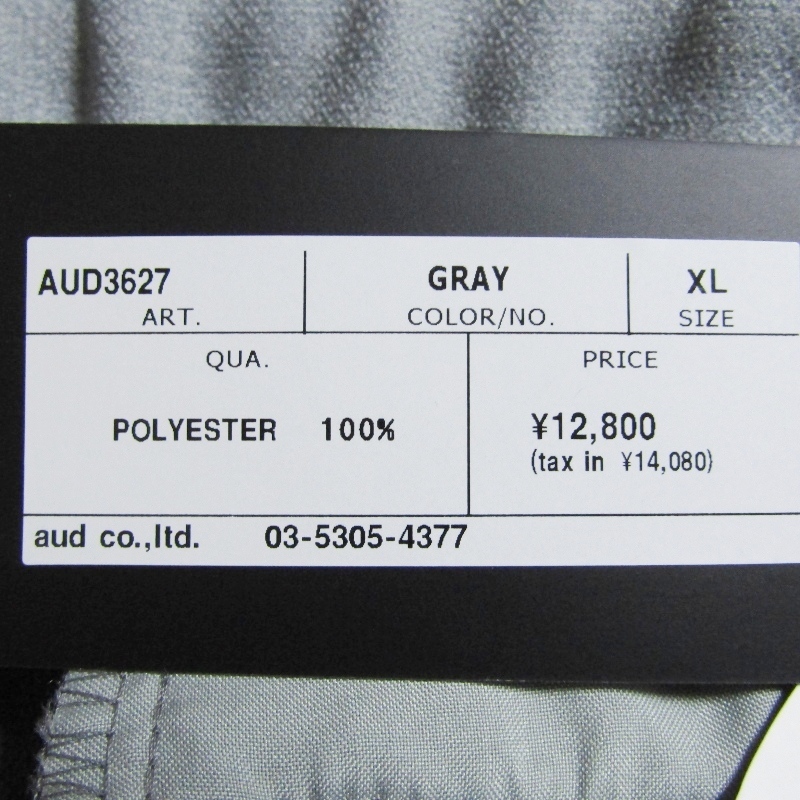 AUD3627 GRAY XL
ART. COLOR/NO. SIZE
QUA. PRICE
POLYESTER 100% ¥12,800
(tax in ¥14,080)
aud co.,ltd. 03-5305-4377